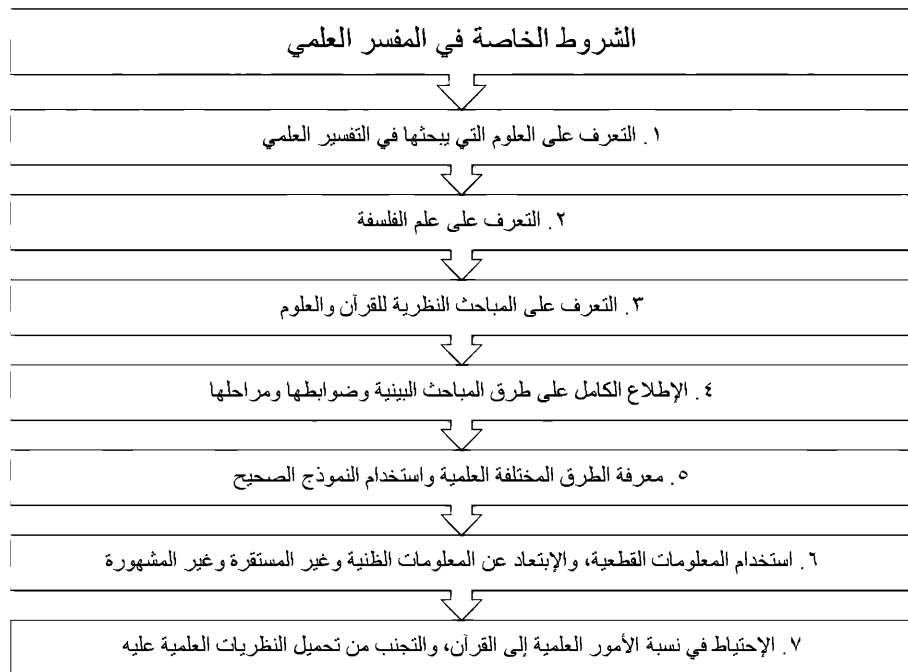 الشروط الخاصة في المفسر العلمي
١. التعرف على العلوم التي يبحثها في التفسير العلمي
٢. التعرف على علم الفلسفة
٣. التعرف على المباحث النظرية للقرآن والعلوم
٤. الإطلاع الكامل على طرق المباحث البينية وضوابطها ومراحلها
٥. معرفة الطرق المختلفة العلمية واستخدام النموذج الصحيح
٦. استخدام المعلومات القطعية، والإبتعاد عن المعلومات الظنية وغير المستقرة وغير المشهورة
٧. الإحتياط في نسبة الأمور العلمية إلى القرآن، والتجنب من تحميل النظريات العلمية عليه